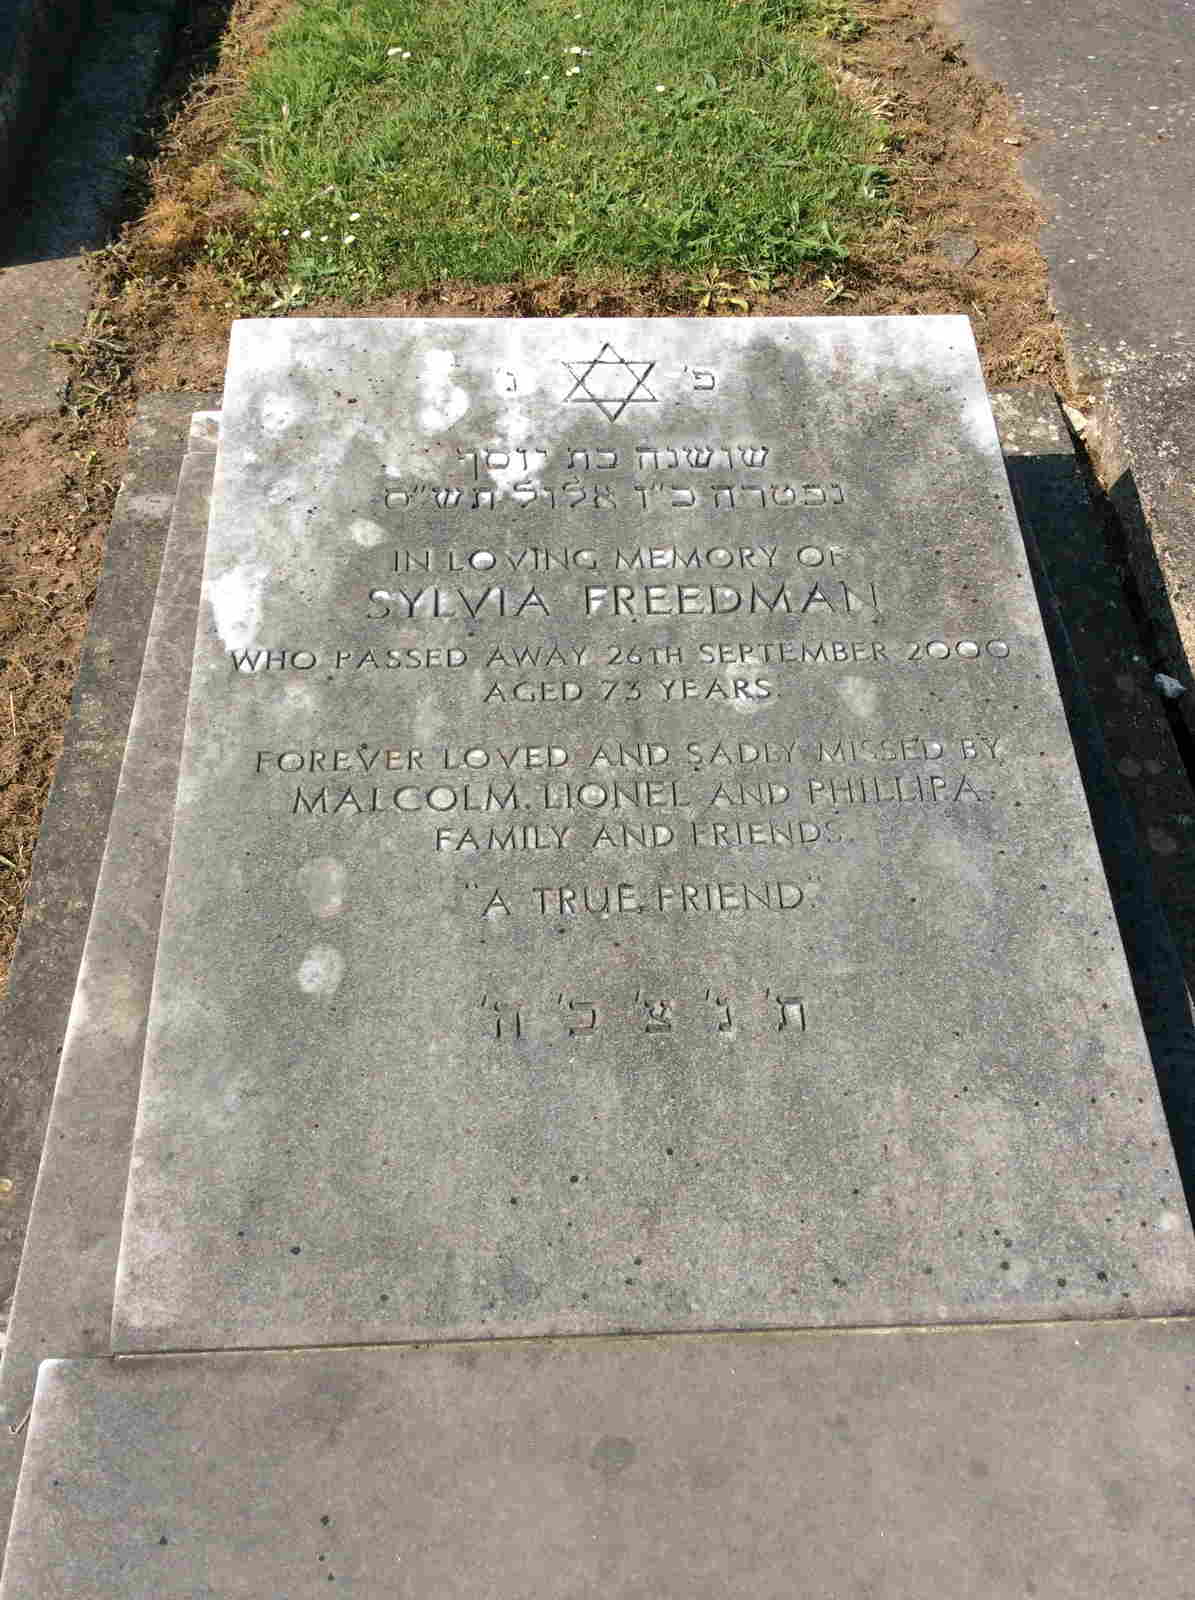 פ' נ'
שושנה בת יוסף
נפטרה כ"ו אלול תש"ס
IN LOVING MEMORY OF
SYLVIA FREEDMAN
WHO PASSED AWAY 26TH SEPTEMBER 2000
AGED 73 YEARS.
FOREVER LOVED AND SADLY MISSED BY
MALCOLM, LIONEL AND PHILLIPA,
FAMILY AND FRIENDS.
"A TRUE FRIEND."
ת' נ' צ' ב' ה'